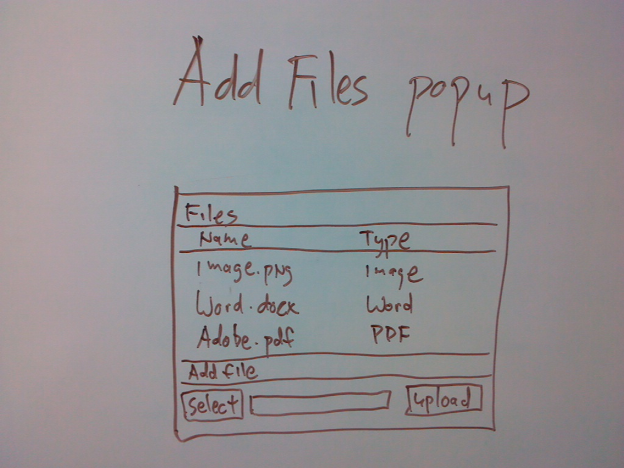 Add Files popup
Files
Name Type
Image.png Image
Word.docx Word
Adobe.pdf PDF
Add file
Select Upload